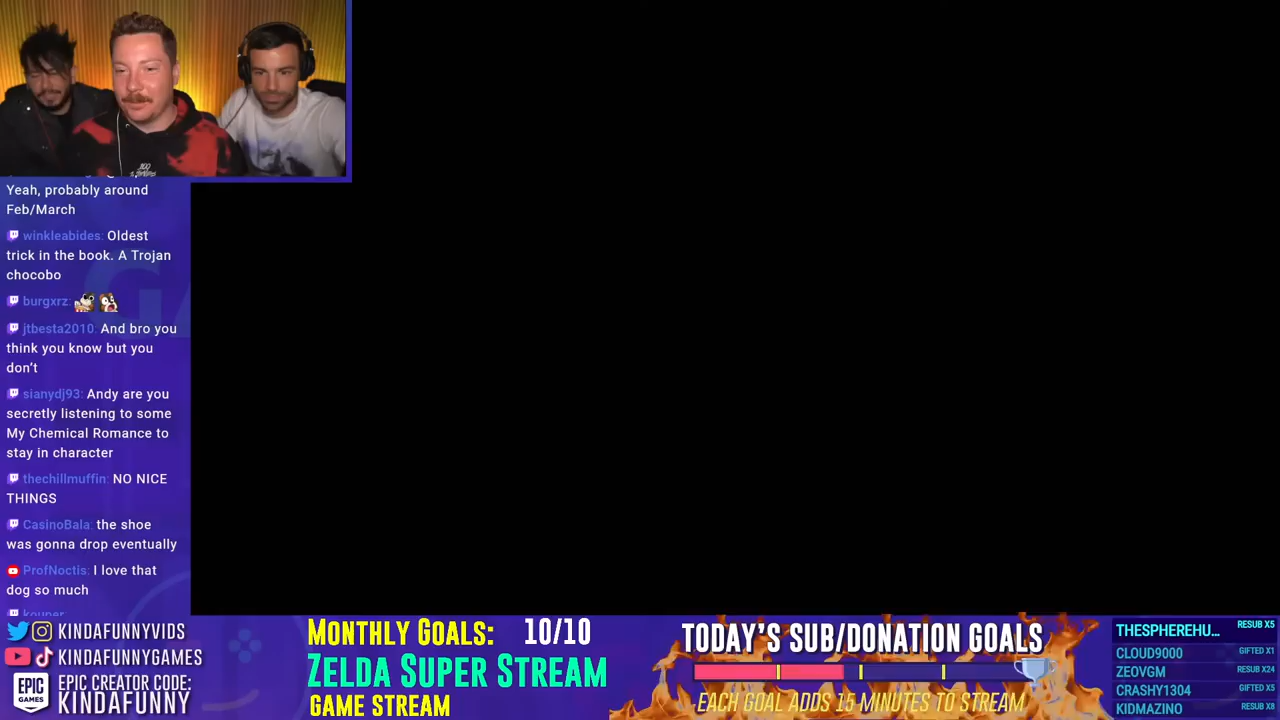 Yeah, probably around
Feb/March
winkleabides: Oldest
trick in the book. A Trojan
chocobo
burgxrz:
jtbesta2010: And bro you
think you know but you
don't
sianydj93: Andy are you
secretly listening to some
My Chemical Romance to
stay in character
thechillmuffin: NO NICE
THINGS
CasinoBala: the shoe
was gonna drop eventually
ProfNoctis: I love that
dog so much
KINDAFUNNYVIDS
KINDAFUNNYGAMES
EPIC GAMES
EPIC CREATOR CODE:
KINDAFUNNY
MONTHLY GOALS: 10/10
ZELDA SUPER STREAM
GAME STREAM
TODAY'S SUB/DONATION GOALS
EACH GOAL ADDS 15 MINUTES TO STREAM
THESPHEREHU... RESUB X5
CLOUD9000 GIFTED X1
ZEOVGM RESUB X24
CRASHY1304 GIFTED X5
KIDMAZINO RESUB X8